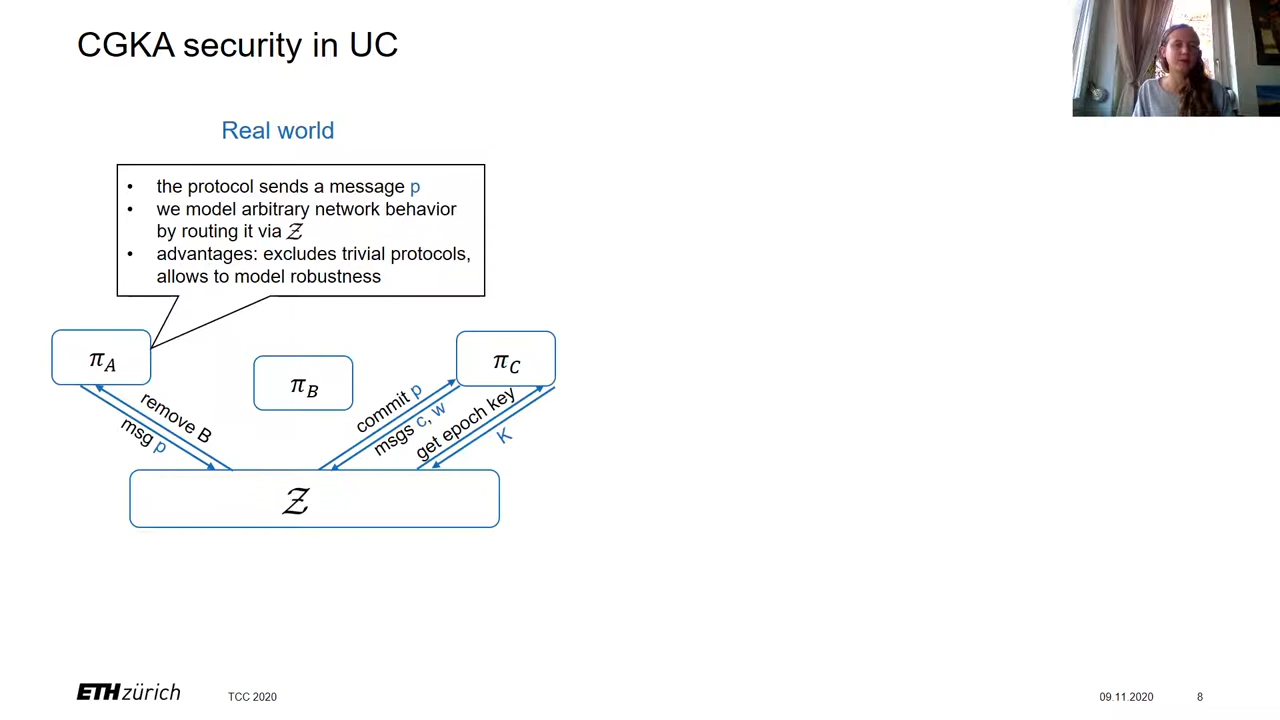 CGKA security in UC
Real world
• the protocol sends a message p
• we model arbitrary network behavior
by routing it via 𝒵
• advantages: excludes trivial protocols,
allows to model robustness
π_A
π_B
π_C
remove B
msg p
commit p
msgs c, w
get epoch key
K
𝒵
ETH zürich
TCC 2020
09.11.2020
8